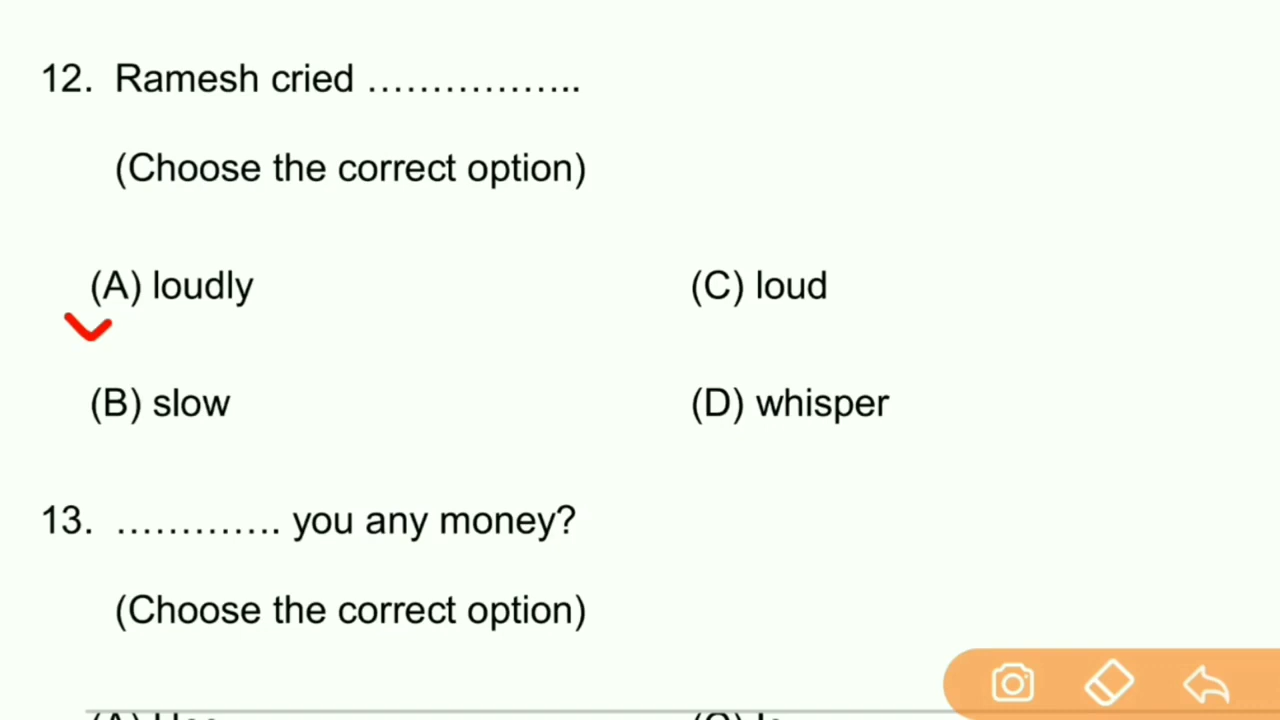 12. Ramesh cried ………………..
(Choose the correct option)
(A) loudly (C) loud
(B) slow (D) whisper
13. …………. you any money?
(Choose the correct option)